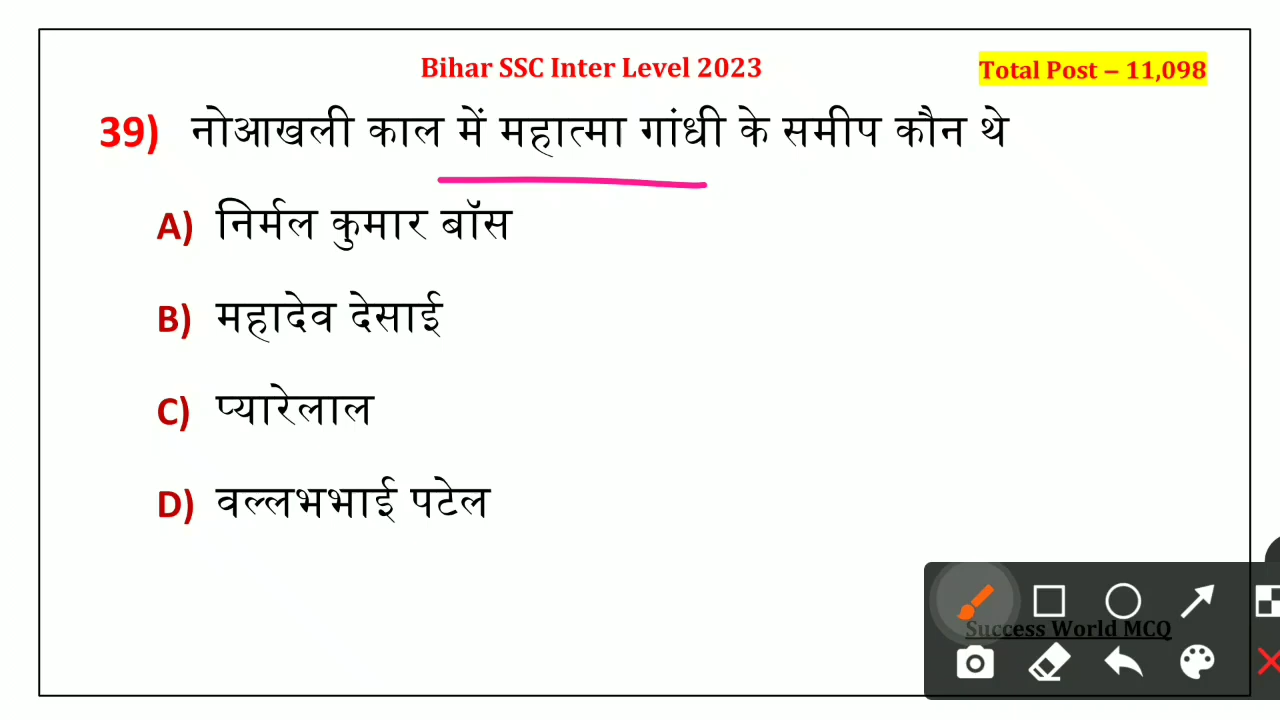 Bihar SSC Inter Level 2023
Total Post – 11,098
39) नोआखली काल में महात्मा गांधी के समीप कौन थे
A) निर्मल कुमार बॉस
B) महादेव देसाई
C) प्यारेलाल
D) वल्लभभाई पटेल
Success World MCQ